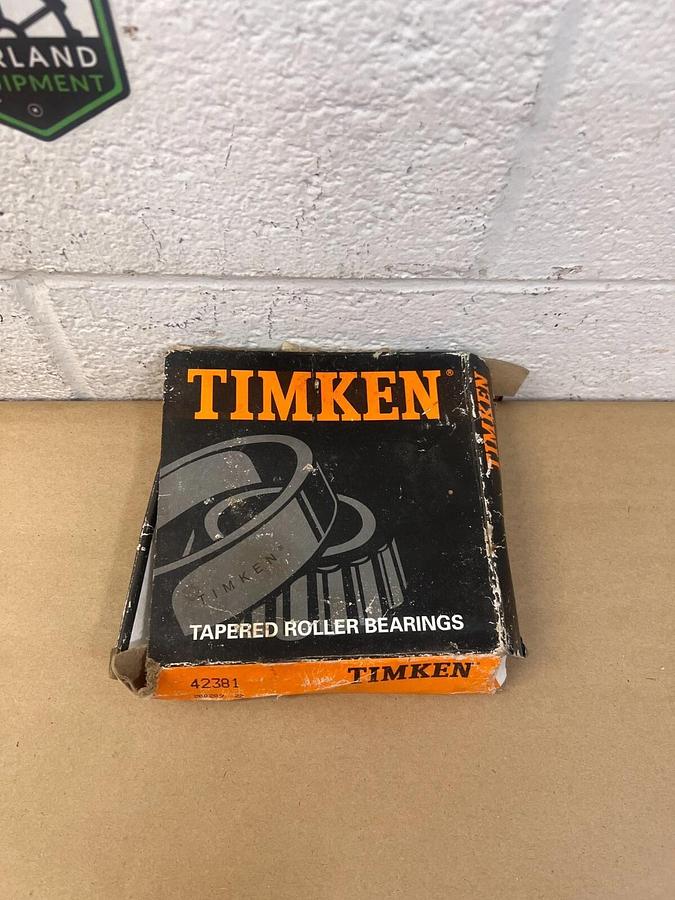 RLAND
IPMENT
TIMKEN®
TIMKEN
TIMKEN
TAPERED ROLLER BEARINGS
42381
TIMKEN